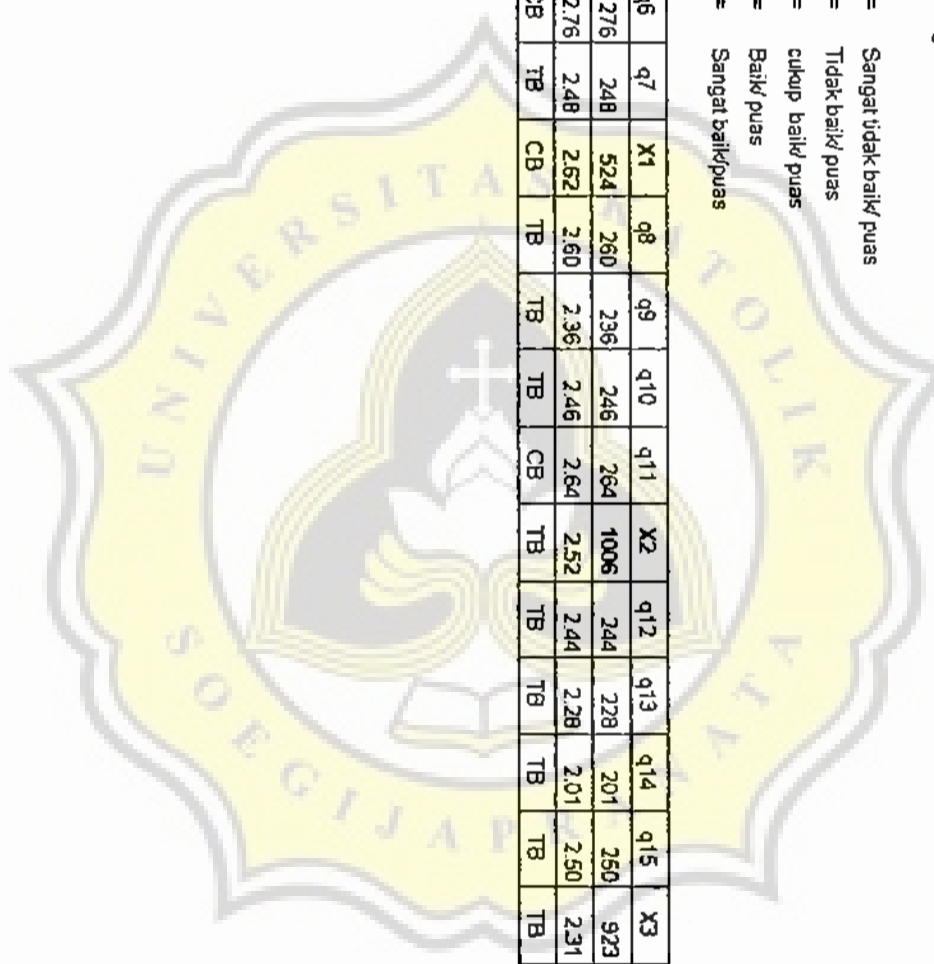 = Sangat tidak baik/ puas
= Tidak baik/ puas
= cukup baik/ puas
= Baik/ puas
= Sangat baik/puas
q6 q7 X1 q8 q9 q10 q11 X2 q12 q13 q14 q15 X3
276 248 524 260 236 246 264 1006 244 228 201 250 923
2.76 2.48 2.62 2.60 2.36 2.46 2.64 2.52 2.44 2.28 2.01 2.50 2.31
CB TB CB TB TB TB CB TB TB TB TB TB TB
UNIVERSITAS KATOLIK
SOEGIJAPRANATA